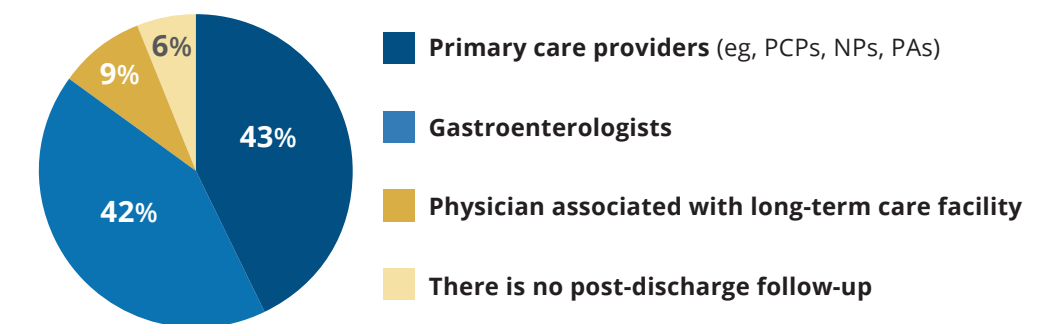 6%
9%
43%
42%
Primary care providers (eg, PCPs, NPs, PAs)
Gastroenterologists
Physician associated with long-term care facility
There is no post-discharge follow-up